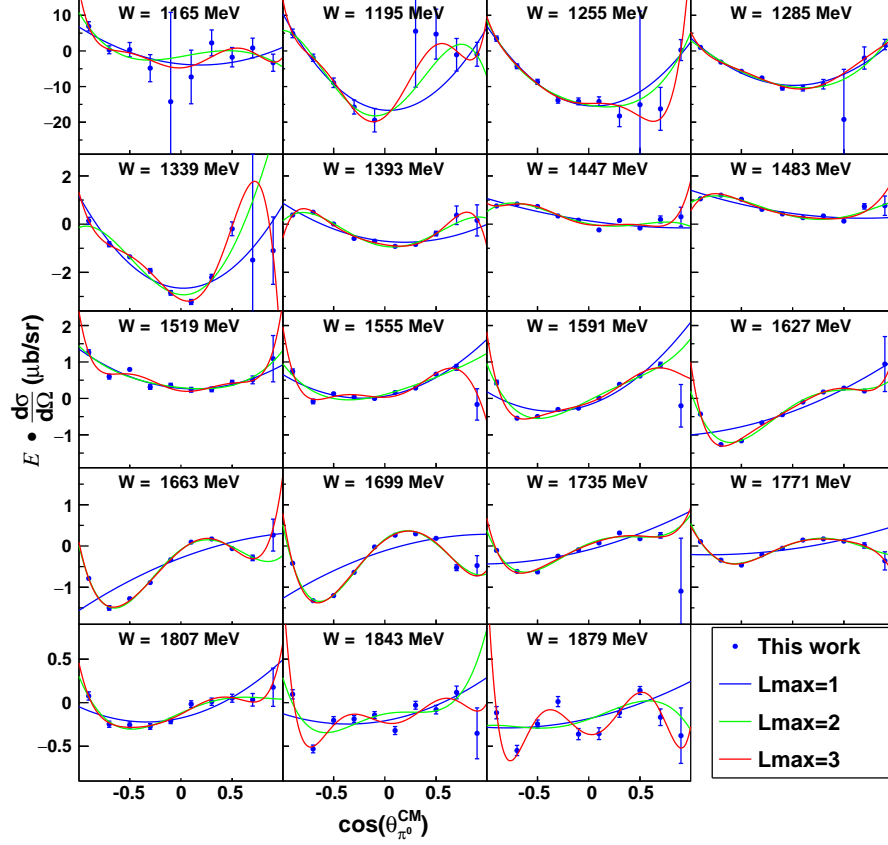 W = 1165 MeV W = 1195 MeV W = 1255 MeV W = 1285 MeV
0
−10
−20
W = 1339 MeV W = 1393 MeV W = 1447 MeV W = 1483 MeV
2
0
−2
W = 1519 MeV W = 1555 MeV W = 1591 MeV W = 1627 MeV
2
1
0
−1
E • dσ/dΩ (μb/sr)
W = 1663 MeV W = 1699 MeV W = 1735 MeV W = 1771 MeV
1
0
−1
W = 1807 MeV W = 1843 MeV W = 1879 MeV
0.5
0
−0.5
This work
Lmax=1
Lmax=2
Lmax=3
-0.5 0 0.5 -0.5 0 0.5 -0.5 0 0.5
cos(θ_π⁰^CM)